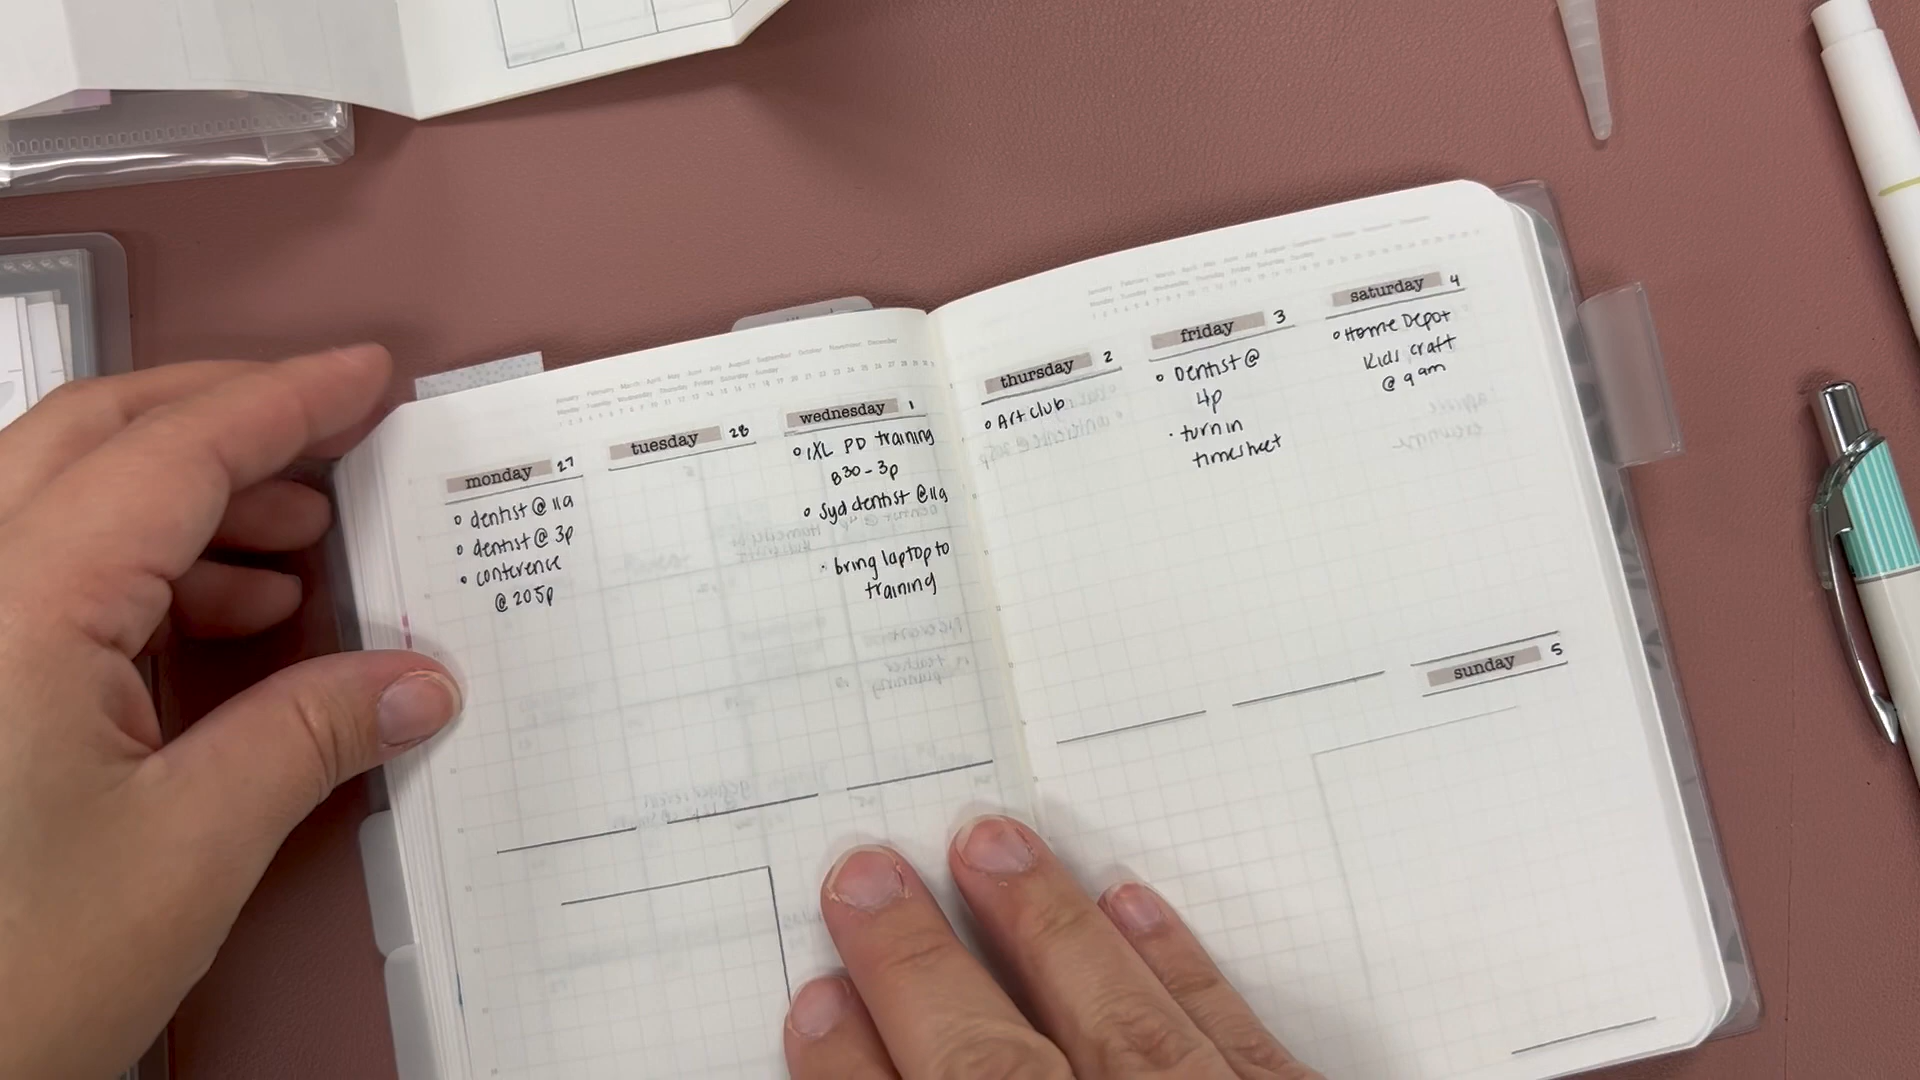 monday 27
dentist @ 11a
dentist @ 3p
conference
@ 205p
tuesday 28
wednesday 1
IXL PD training
830 - 3p
Syd dentist @ 11a
bring laptop to
training
thursday 2
Art club
friday 3
Dentist @
4p
turn in
timesheet
saturday 4
Home Depot
Kids craft
@ 9am
sunday 5